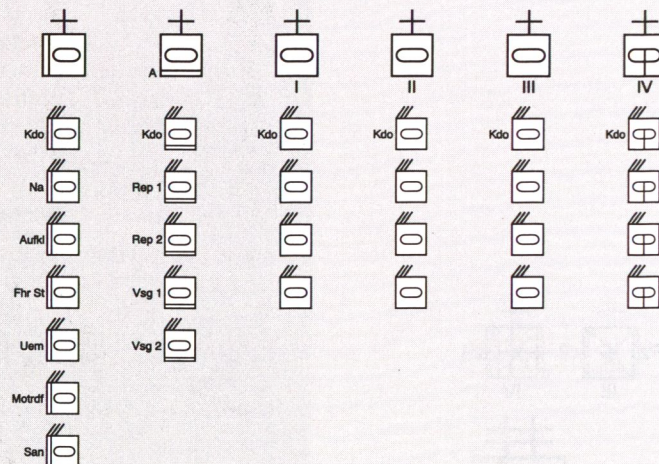 A
I II III IV
Kdo Kdo Kdo Kdo Kdo Kdo
Na Rep 1
Aufkl Rep 2
Fhr St Vsg 1
Uem Vsg 2
Motrdf
San